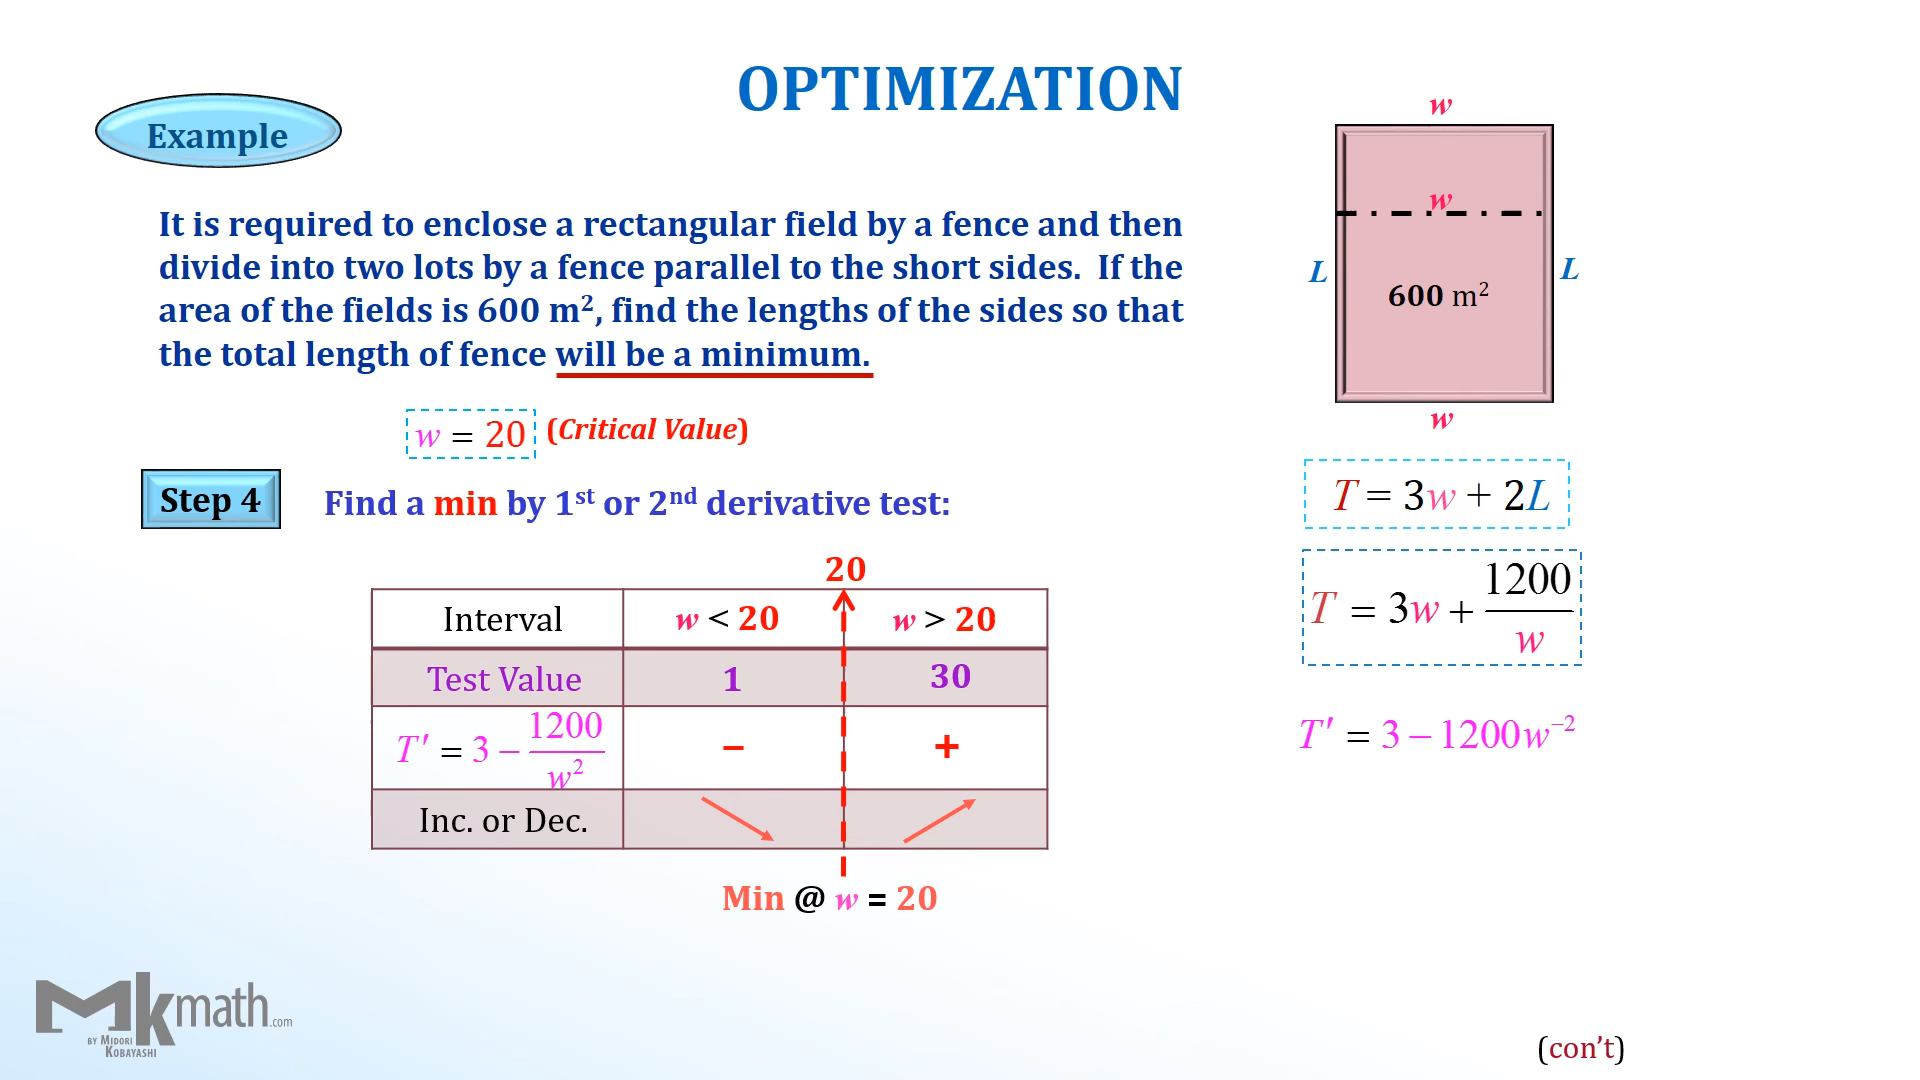 OPTIMIZATION
Example
It is required to enclose a rectangular field by a fence and then
divide into two lots by a fence parallel to the short sides. If the
area of the fields is 600 m², find the lengths of the sides so that
the total length of fence will be a minimum.
w = 20 (Critical Value)
Step 4 Find a min by 1st or 2nd derivative test:
20
Interval w < 20 w > 20
Test Value 1 30
T′ = 3 − 1200/w² − +
Inc. or Dec.
Min @ w = 20
w
w
L L
600 m²
w
T = 3w + 2L
T = 3w + 1200/w
T′ = 3 − 1200w⁻²
Mkmath.com
BY MIDORI
KOBAYASHI
(con’t)